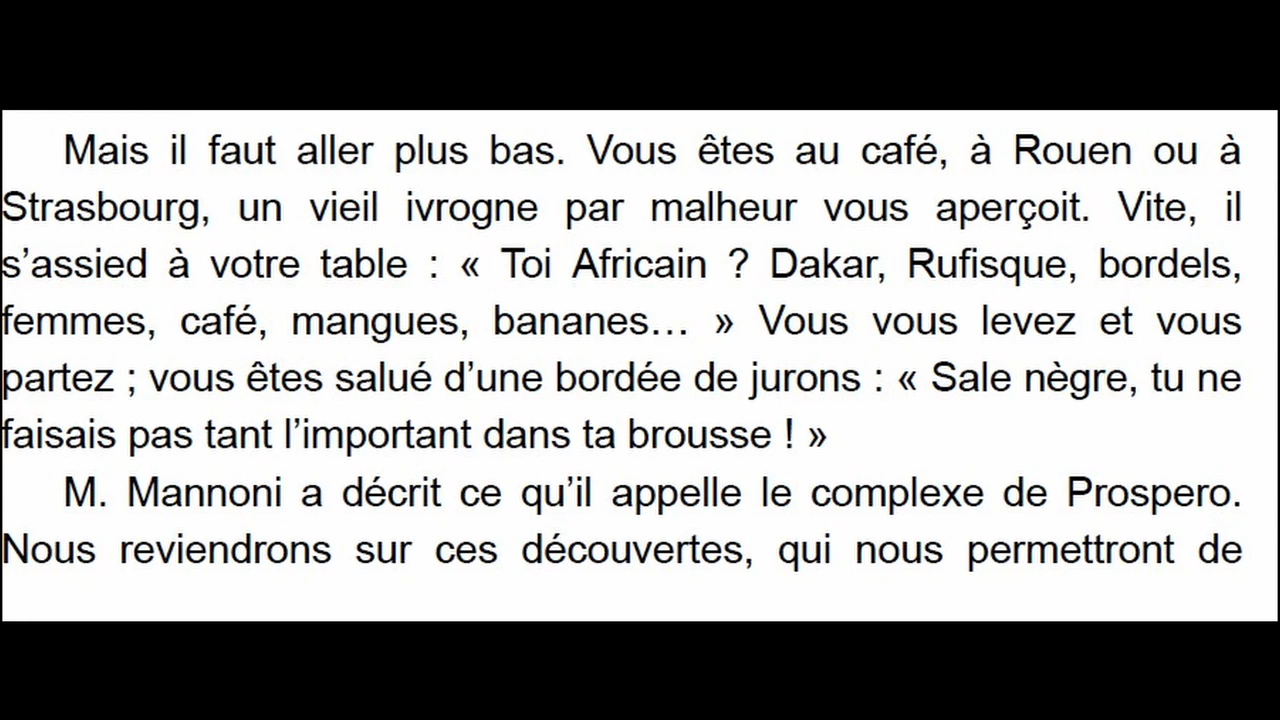 Mais il faut aller plus bas. Vous êtes au café, à Rouen ou à
Strasbourg, un vieil ivrogne par malheur vous aperçoit. Vite, il
s’assied à votre table : « Toi Africain ? Dakar, Rufisque, bordels,
femmes, café, mangues, bananes… » Vous vous levez et vous
partez ; vous êtes salué d’une bordée de jurons : « Sale nègre, tu ne
faisais pas tant l’important dans ta brousse ! »
M. Mannoni a décrit ce qu’il appelle le complexe de Prospero.
Nous reviendrons sur ces découvertes, qui nous permettront de